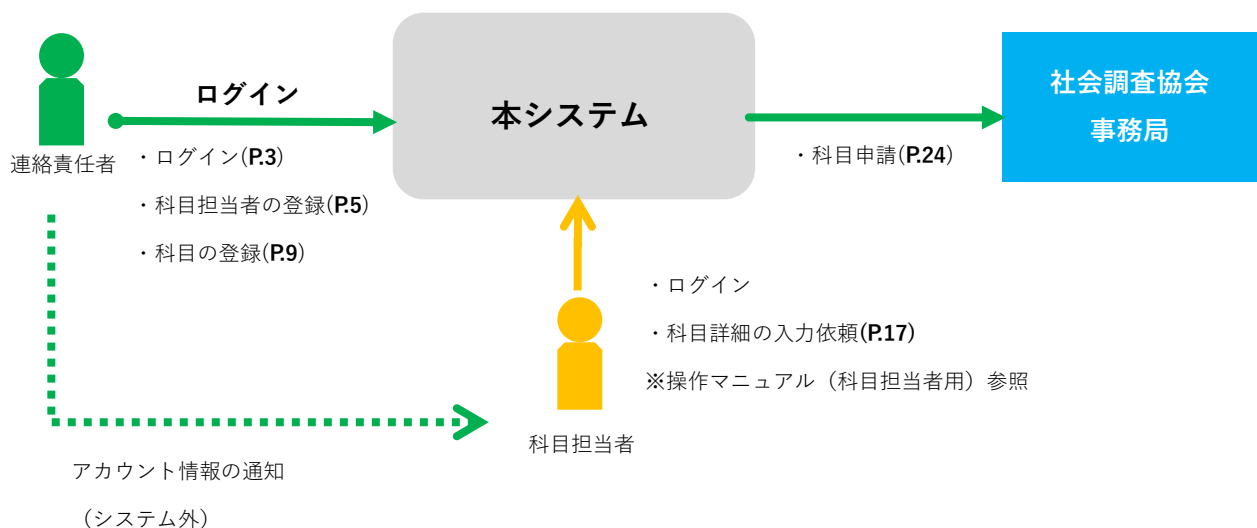 ログイン
連絡責任者
・ログイン(P.3)
・科目担当者の登録(P.5)
・科目の登録(P.9)
本システム
・科目申請(P.24)
社会調査協会
事務局
・ログイン
・科目詳細の入力依頼(P.17)
※操作マニュアル（科目担当者用）参照
科目担当者
アカウント情報の通知
（システム外）